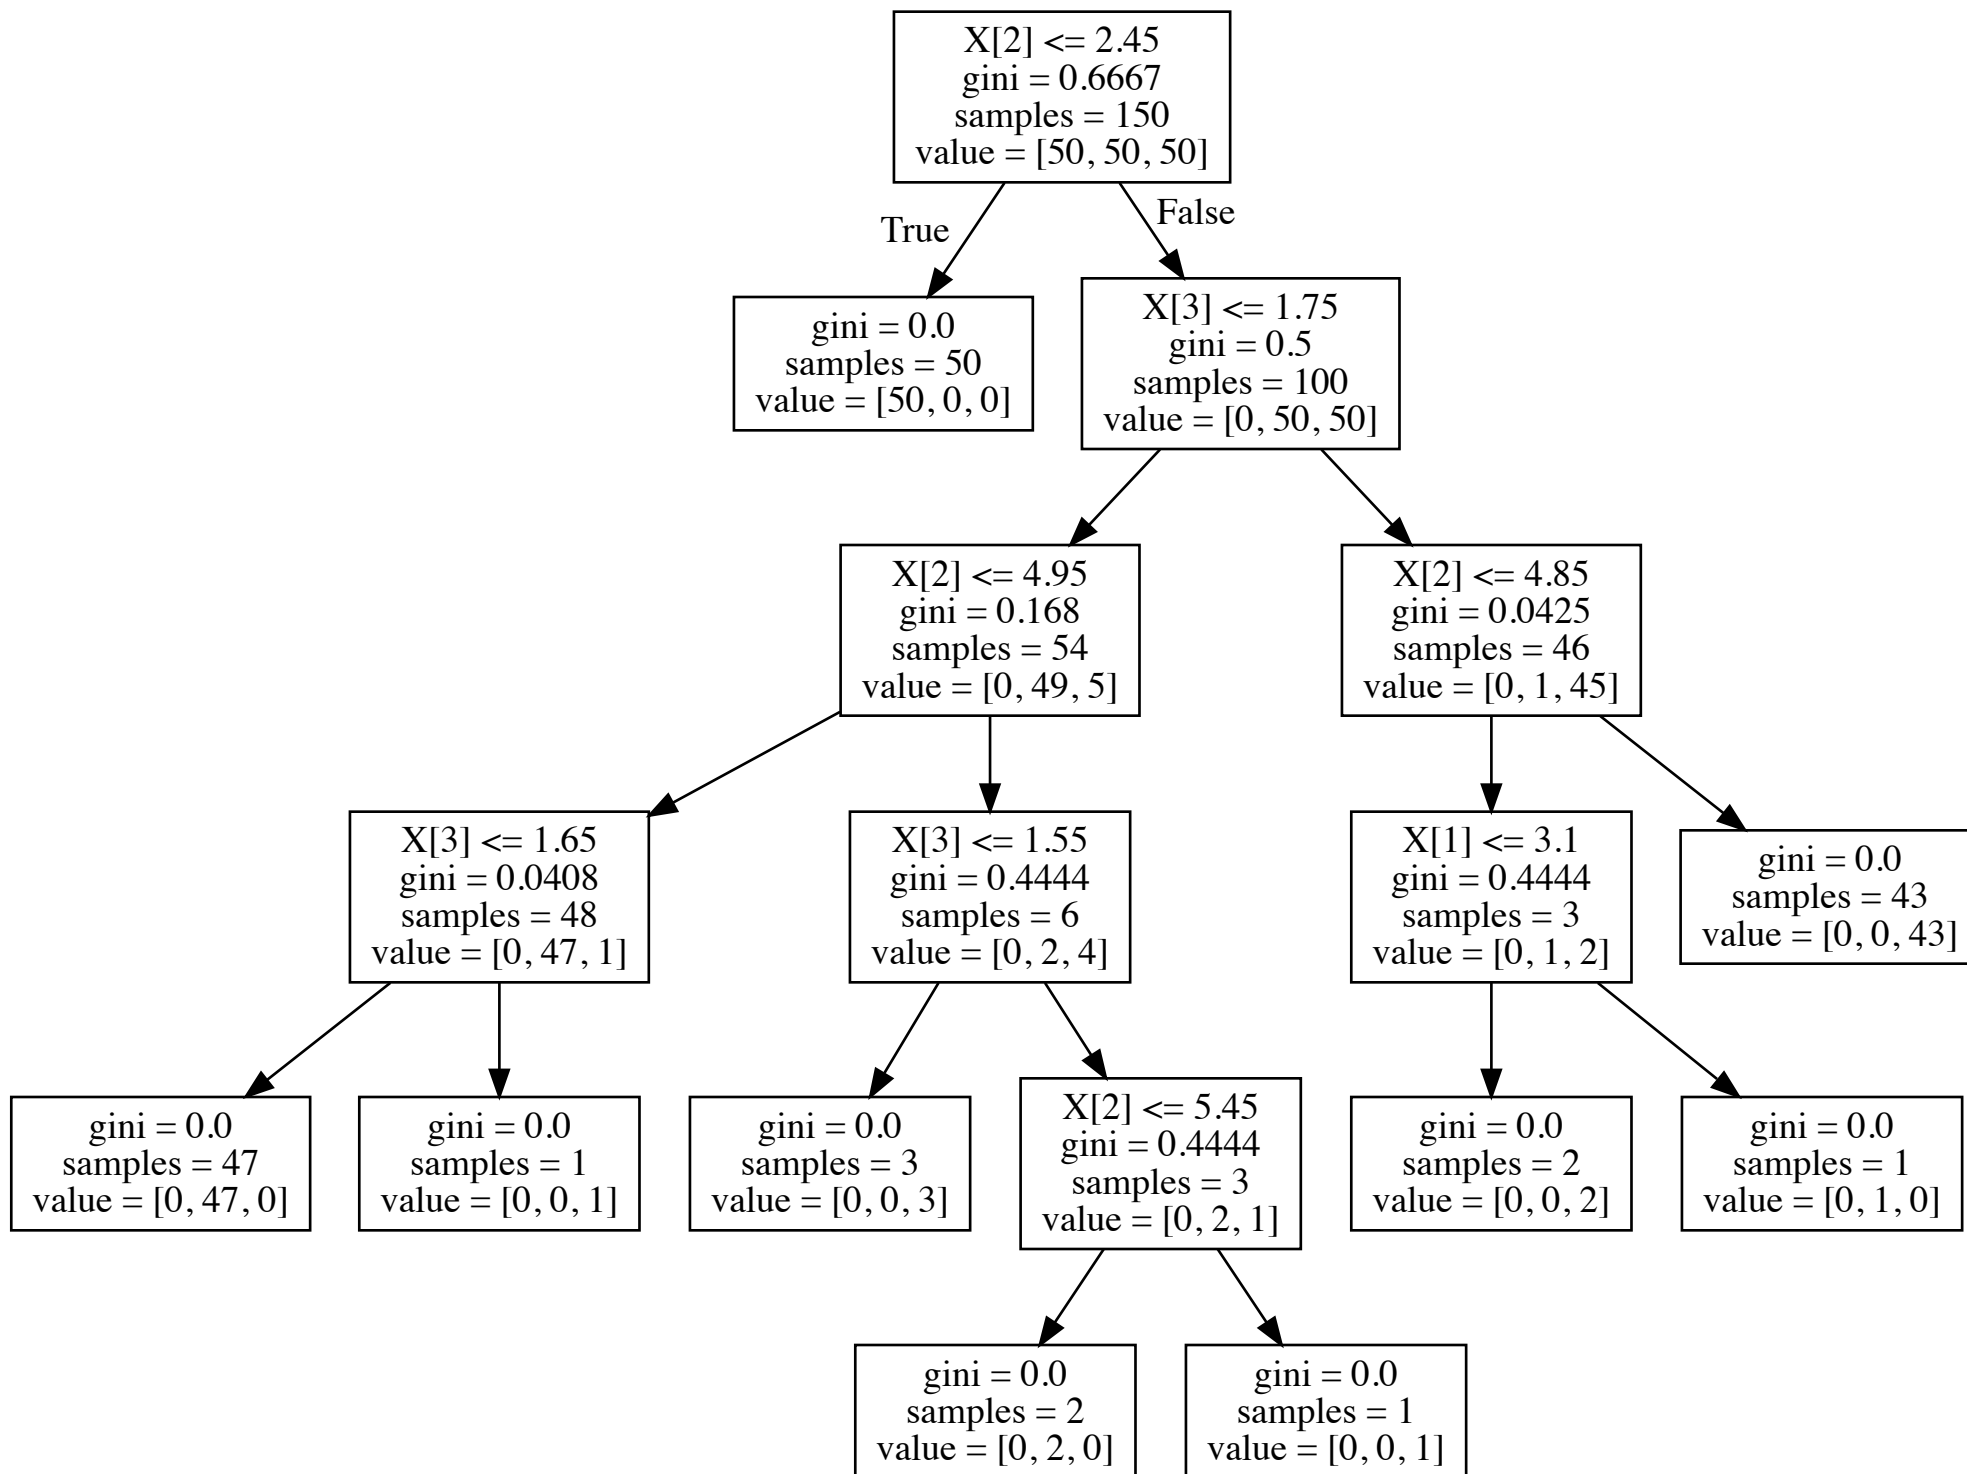 X[2] <= 2.45
gini = 0.6667
samples = 150
value = [50, 50, 50]
True
False
gini = 0.0
samples = 50
value = [50, 0, 0]
X[3] <= 1.75
gini = 0.5
samples = 100
value = [0, 50, 50]
X[2] <= 4.95
gini = 0.168
samples = 54
value = [0, 49, 5]
X[2] <= 4.85
gini = 0.0425
samples = 46
value = [0, 1, 45]
X[3] <= 1.65
gini = 0.0408
samples = 48
value = [0, 47, 1]
X[3] <= 1.55
gini = 0.4444
samples = 6
value = [0, 2, 4]
X[1] <= 3.1
gini = 0.4444
samples = 3
value = [0, 1, 2]
gini = 0.0
samples = 43
value = [0, 0, 43]
gini = 0.0
samples = 47
value = [0, 47, 0]
gini = 0.0
samples = 1
value = [0, 0, 1]
gini = 0.0
samples = 3
value = [0, 0, 3]
X[2] <= 5.45
gini = 0.4444
samples = 3
value = [0, 2, 1]
gini = 0.0
samples = 2
value = [0, 0, 2]
gini = 0.0
samples = 1
value = [0, 1, 0]
gini = 0.0
samples = 2
value = [0, 2, 0]
gini = 0.0
samples = 1
value = [0, 0, 1]